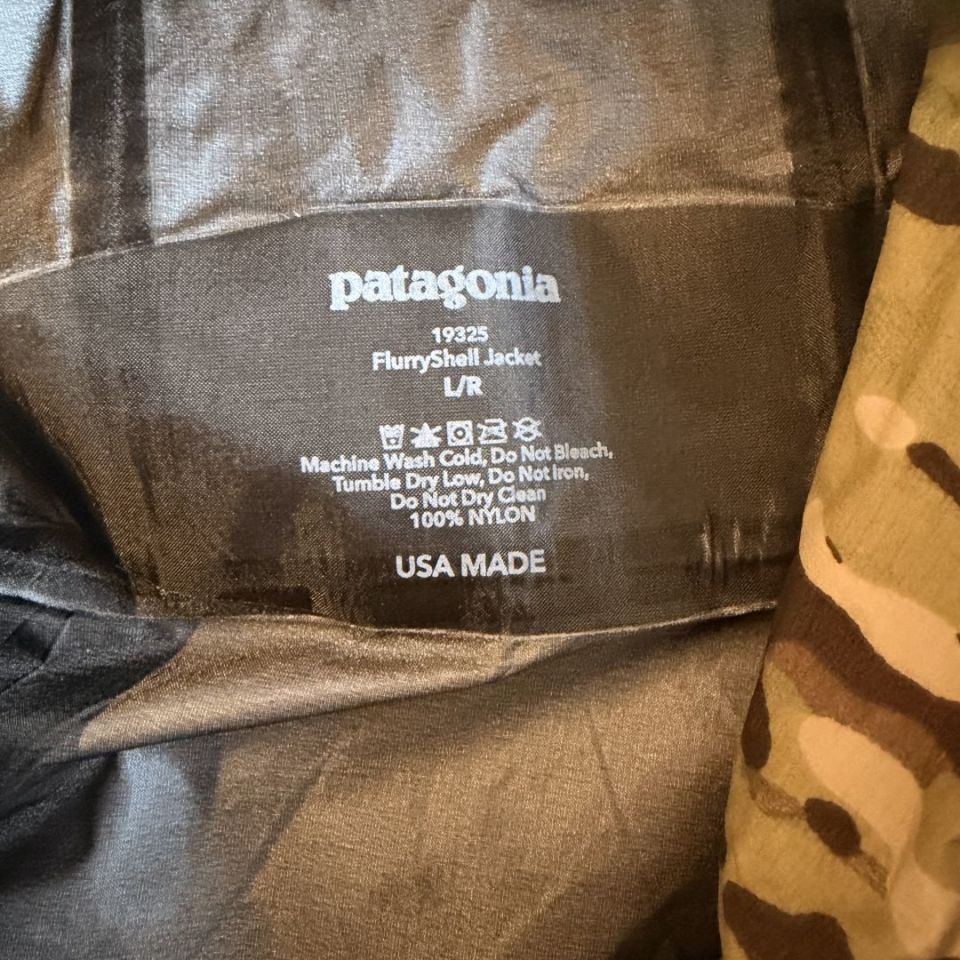 patagonia
19325
FlurryShell Jacket
L/R
Machine Wash Cold, Do Not Bleach,
Tumble Dry Low, Do Not Iron,
Do Not Dry Clean
100% NYLON
USA MADE